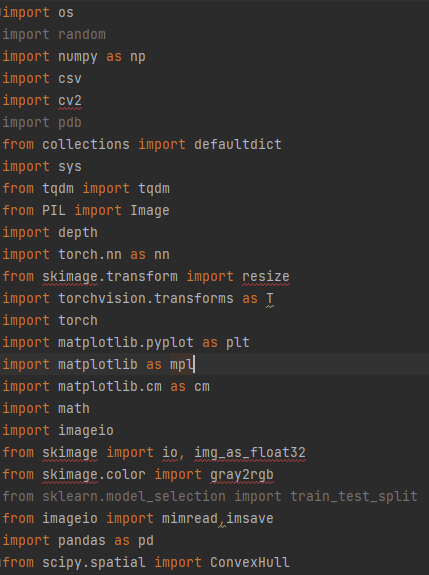 import os
import random
import numpy as np
import csv
import cv2
import pdb
from collections import defaultdict
import sys
from tqdm import tqdm
from PIL import Image
import depth
import torch.nn as nn
from skimage.transform import resize
import torchvision.transforms as T
import torch
import matplotlib.pyplot as plt
import matplotlib as mpl
import matplotlib.cm as cm
import math
import imageio
from skimage import io, img_as_float32
from skimage.color import gray2rgb
from sklearn.model_selection import train_test_split
from imageio import mimread,imsave
import pandas as pd
from scipy.spatial import ConvexHull